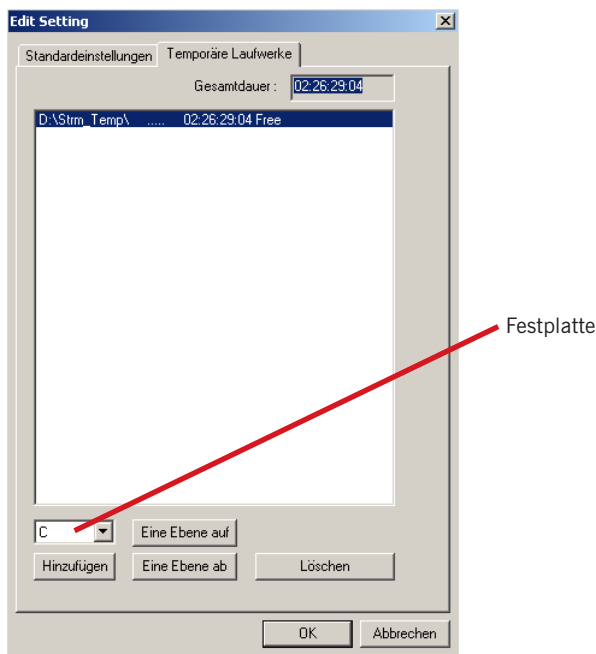 Edit Setting
Standardeinstellungen Temporäre Laufwerke
Gesamtdauer : 02:26:29:04
D:\Strm_Temp\ ..... 02:26:29:04 Free
Festplatte
C Eine Ebene auf
Hinzufügen Eine Ebene ab Löschen
OK Abbrechen